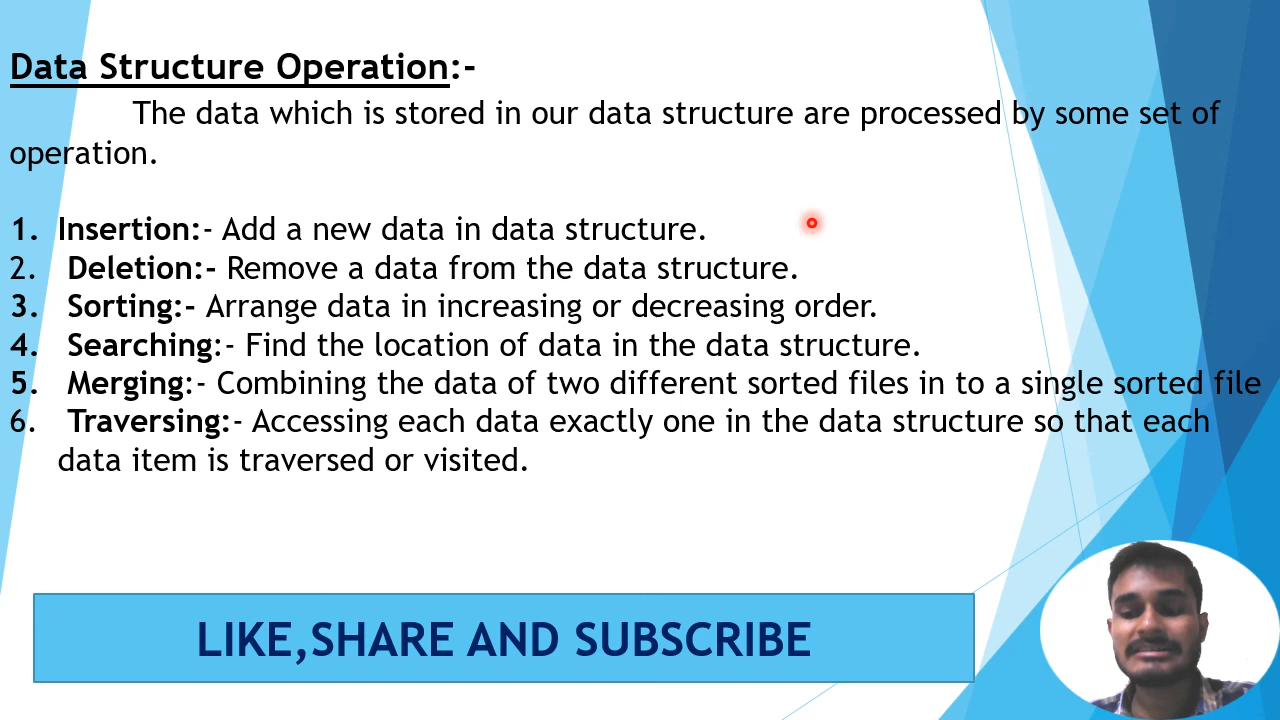 Data Structure Operation:-
The data which is stored in our data structure are processed by some set of
operation.
1. Insertion:- Add a new data in data structure.
2. Deletion:- Remove a data from the data structure.
3. Sorting:- Arrange data in increasing or decreasing order.
4. Searching:- Find the location of data in the data structure.
5. Merging:- Combining the data of two different sorted files in to a single sorted file
6. Traversing:- Accessing each data exactly one in the data structure so that each
data item is traversed or visited.
LIKE,SHARE AND SUBSCRIBE